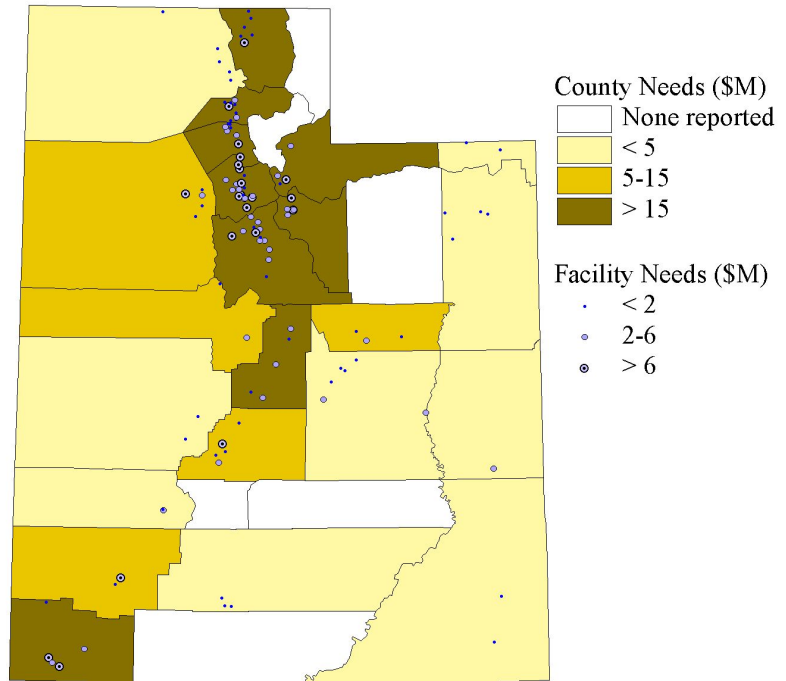 County Needs ($M)
None reported
< 5
5-15
> 15
Facility Needs ($M)
< 2
2-6
> 6